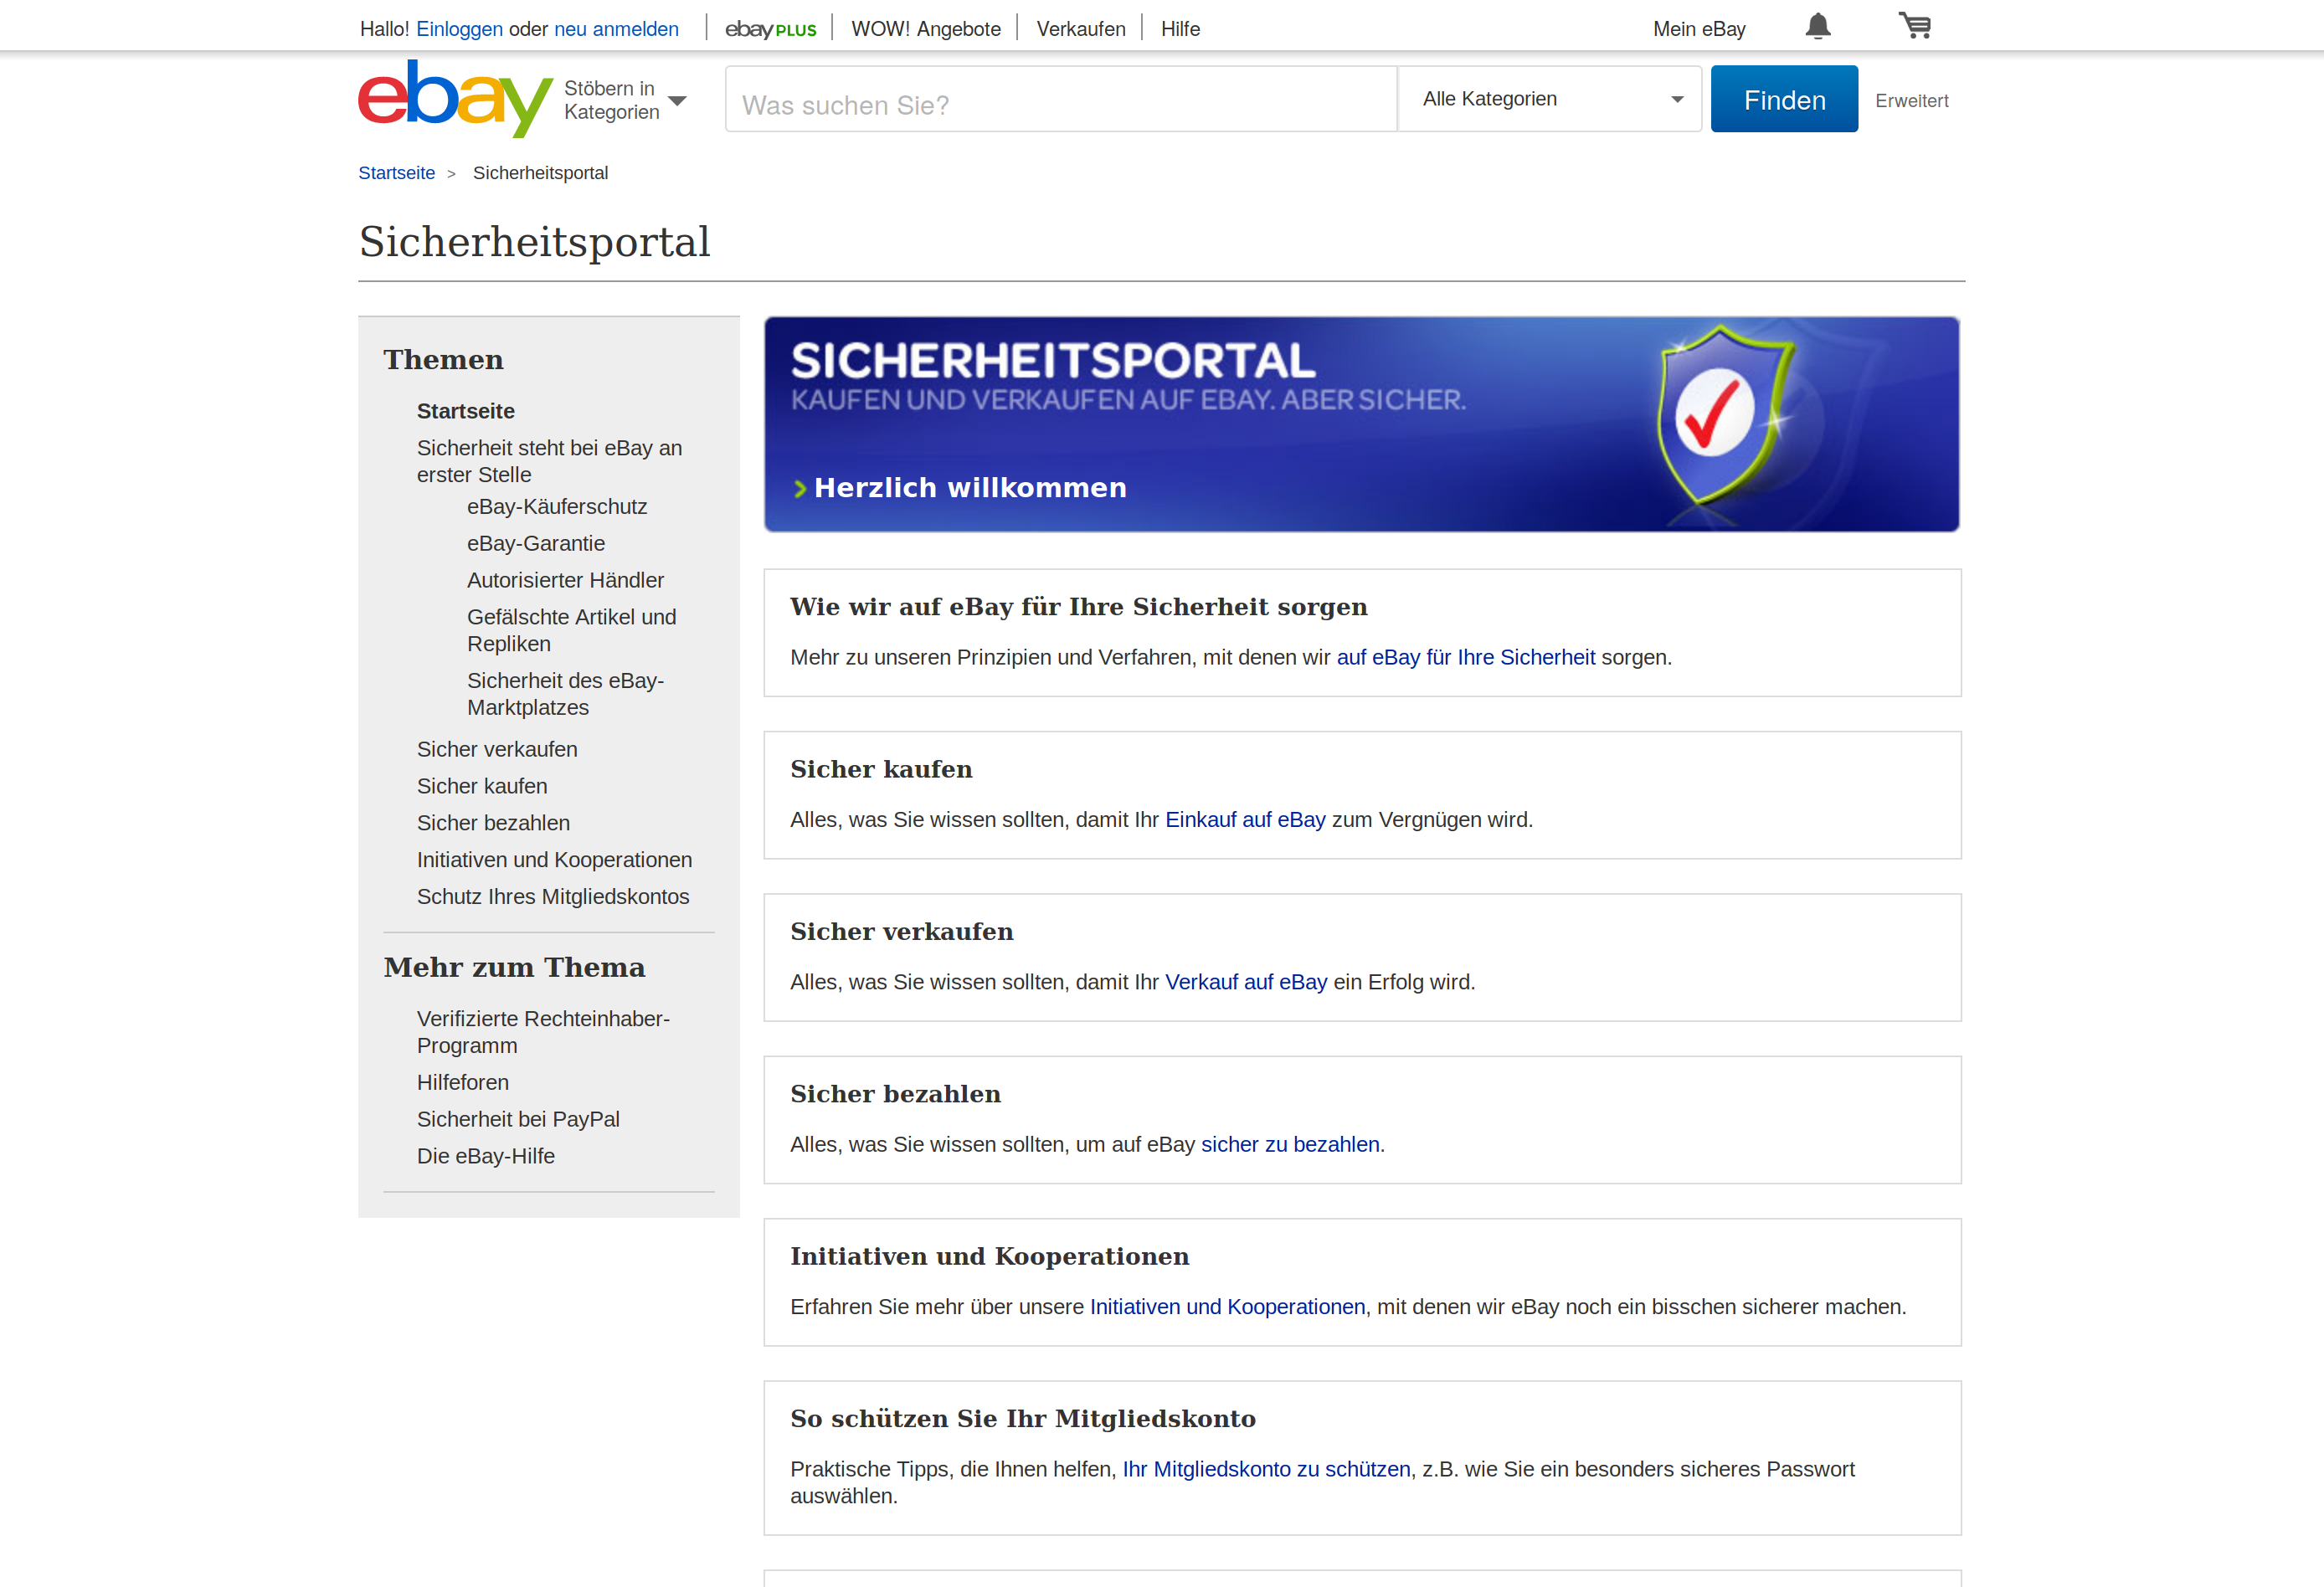 Hallo! Einloggen oder neu anmelden
ebay PLUS
WOW! Angebote
Verkaufen
Hilfe
Mein eBay
ebay
Stöbern in
Kategorien
Was suchen Sie?
Alle Kategorien
Finden
Erweitert
Startseite > Sicherheitsportal
Sicherheitsportal
Themen
Startseite
Sicherheit steht bei eBay an
erster Stelle
eBay-Käuferschutz
eBay-Garantie
Autorisierter Händler
Gefälschte Artikel und
Repliken
Sicherheit des eBay-
Marktplatzes
Sicher verkaufen
Sicher kaufen
Sicher bezahlen
Initiativen und Kooperationen
Schutz Ihres Mitgliedskontos
Mehr zum Thema
Verifizierte Rechteinhaber-
Programm
Hilfeforen
Sicherheit bei PayPal
Die eBay-Hilfe
SICHERHEITSPORTAL
KAUFEN UND VERKAUFEN AUF EBAY. ABER SICHER.
Herzlich willkommen
Wie wir auf eBay für Ihre Sicherheit sorgen
Mehr zu unseren Prinzipien und Verfahren, mit denen wir auf eBay für Ihre Sicherheit sorgen.
Sicher kaufen
Alles, was Sie wissen sollten, damit Ihr Einkauf auf eBay zum Vergnügen wird.
Sicher verkaufen
Alles, was Sie wissen sollten, damit Ihr Verkauf auf eBay ein Erfolg wird.
Sicher bezahlen
Alles, was Sie wissen sollten, um auf eBay sicher zu bezahlen.
Initiativen und Kooperationen
Erfahren Sie mehr über unsere Initiativen und Kooperationen, mit denen wir eBay noch ein bisschen sicherer machen.
So schützen Sie Ihr Mitgliedskonto
Praktische Tipps, die Ihnen helfen, Ihr Mitgliedskonto zu schützen, z.B. wie Sie ein besonders sicheres Passwort
auswählen.